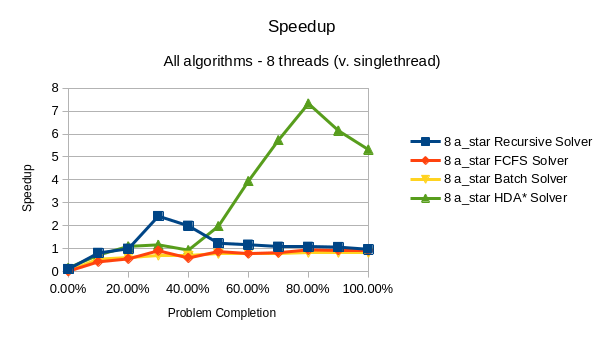 Speedup
All algorithms - 8 threads (v. singlethread)
8
7
6
5
4
3
2
1
0
Speedup
0.00% 20.00% 40.00% 60.00% 80.00% 100.00%
Problem Completion
8 a_star Recursive Solver
8 a_star FCFS Solver
8 a_star Batch Solver
8 a_star HDA* Solver